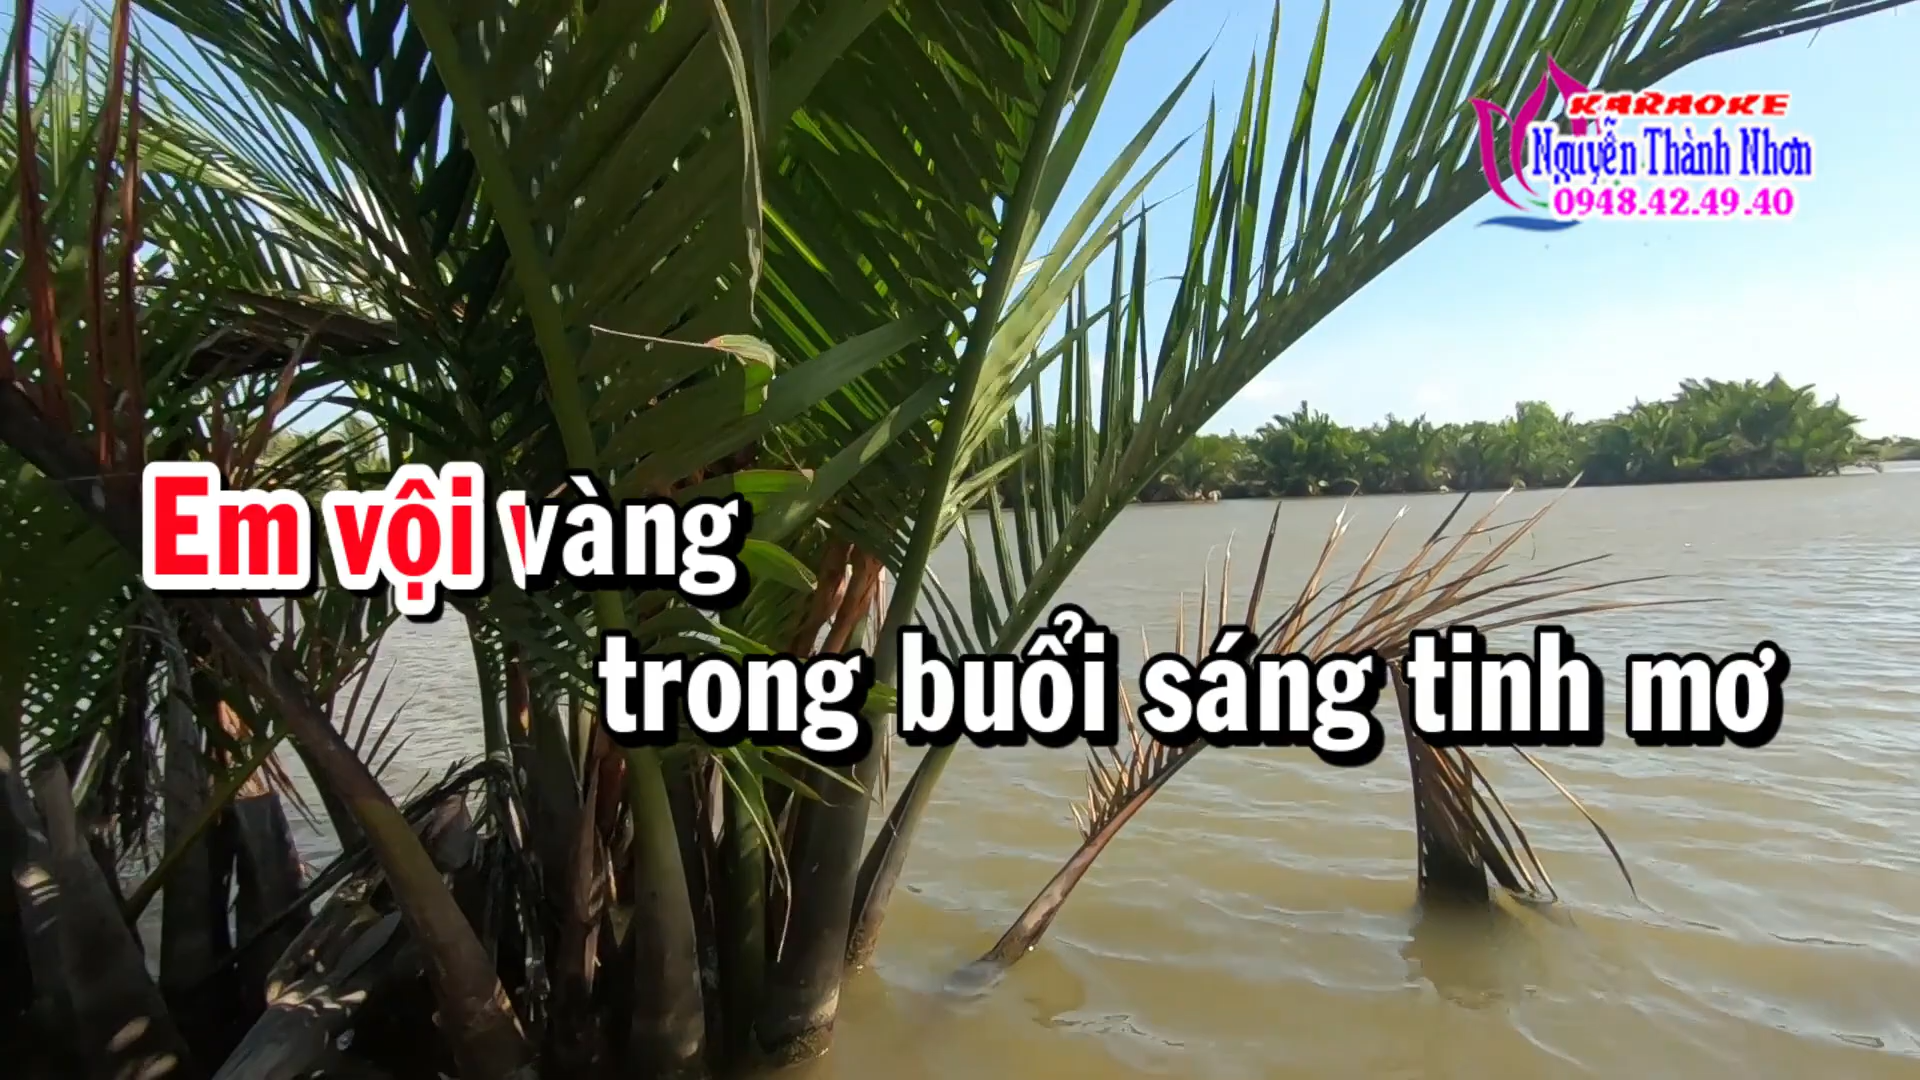 KARAOKE
Nguyễn Thành Nhơn
0948.42.49.40
Em vội vàng
trong buổi sáng tinh mơ